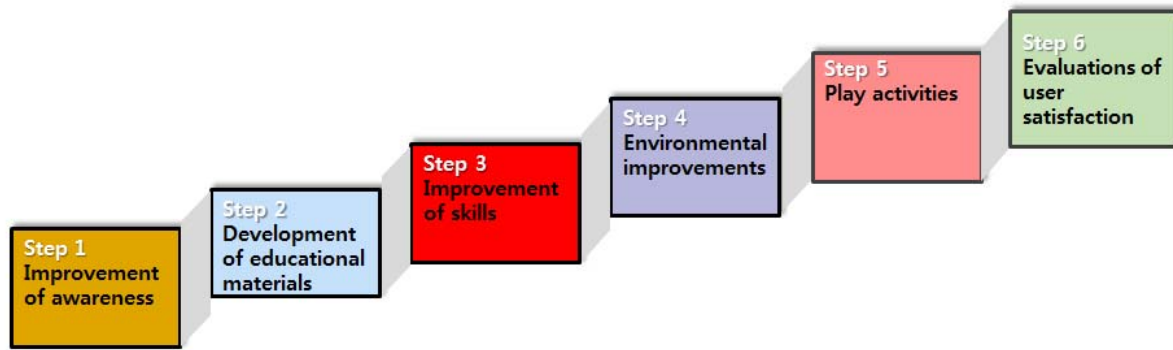 Step 1
Improvement
of awareness
Step 2
Development
of educational
materials
Step 3
Improvement
of skills
Step 4
Environmental
improvements
Step 5
Play activities
Step 6
Evaluations of
user
satisfaction